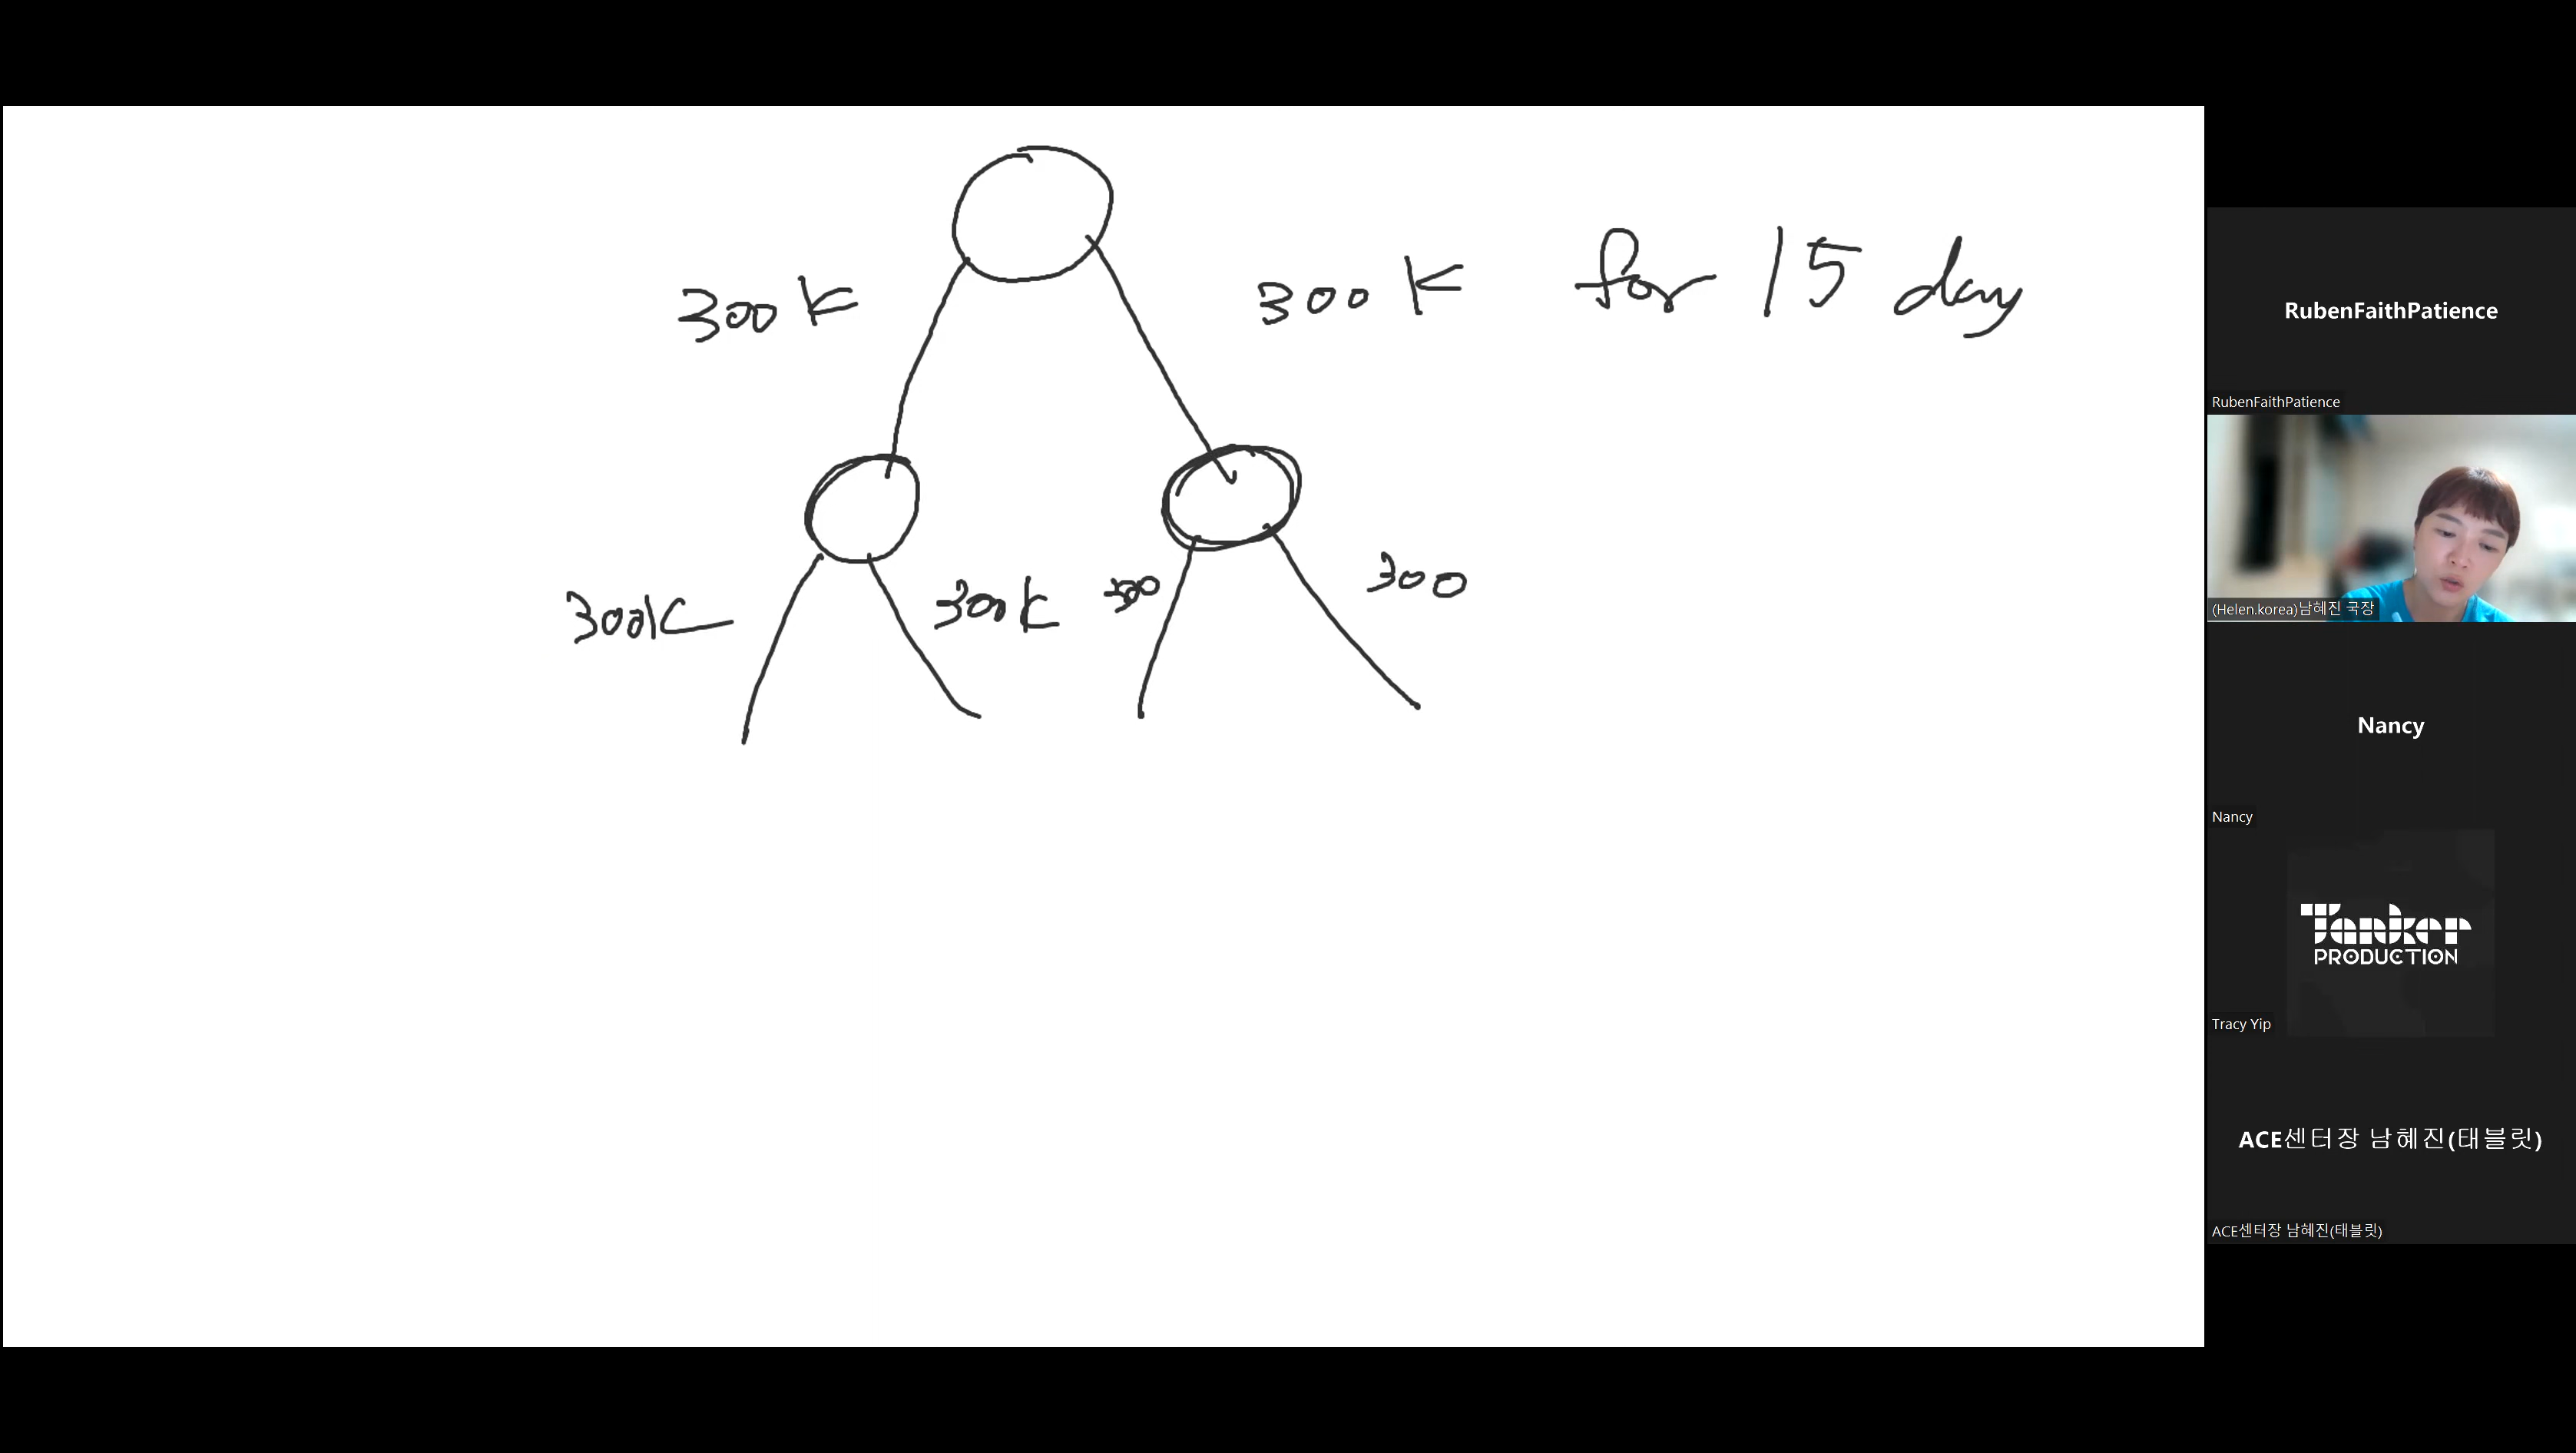 300K
300K for 15 day
300K
300K
300
300
RubenFaithPatience
RubenFaithPatience
(Helen.korea)남혜진 국장
Nancy
Nancy
Tanker
PRODUCTION
Tracy Yip
ACE센터장 남혜진(태블릿)
ACE센터장 남혜진(태블릿)